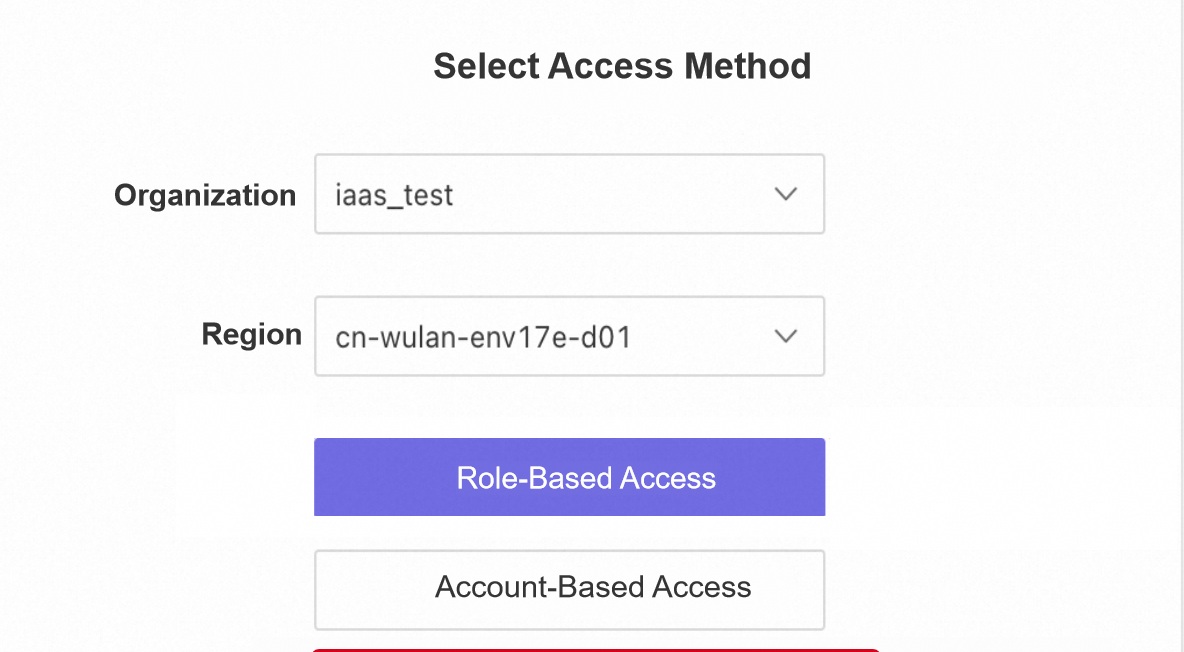 Select Access Method
Organization
iaas_test
Region
cn-wulan-env17e-d01
Role-Based Access
Account-Based Access